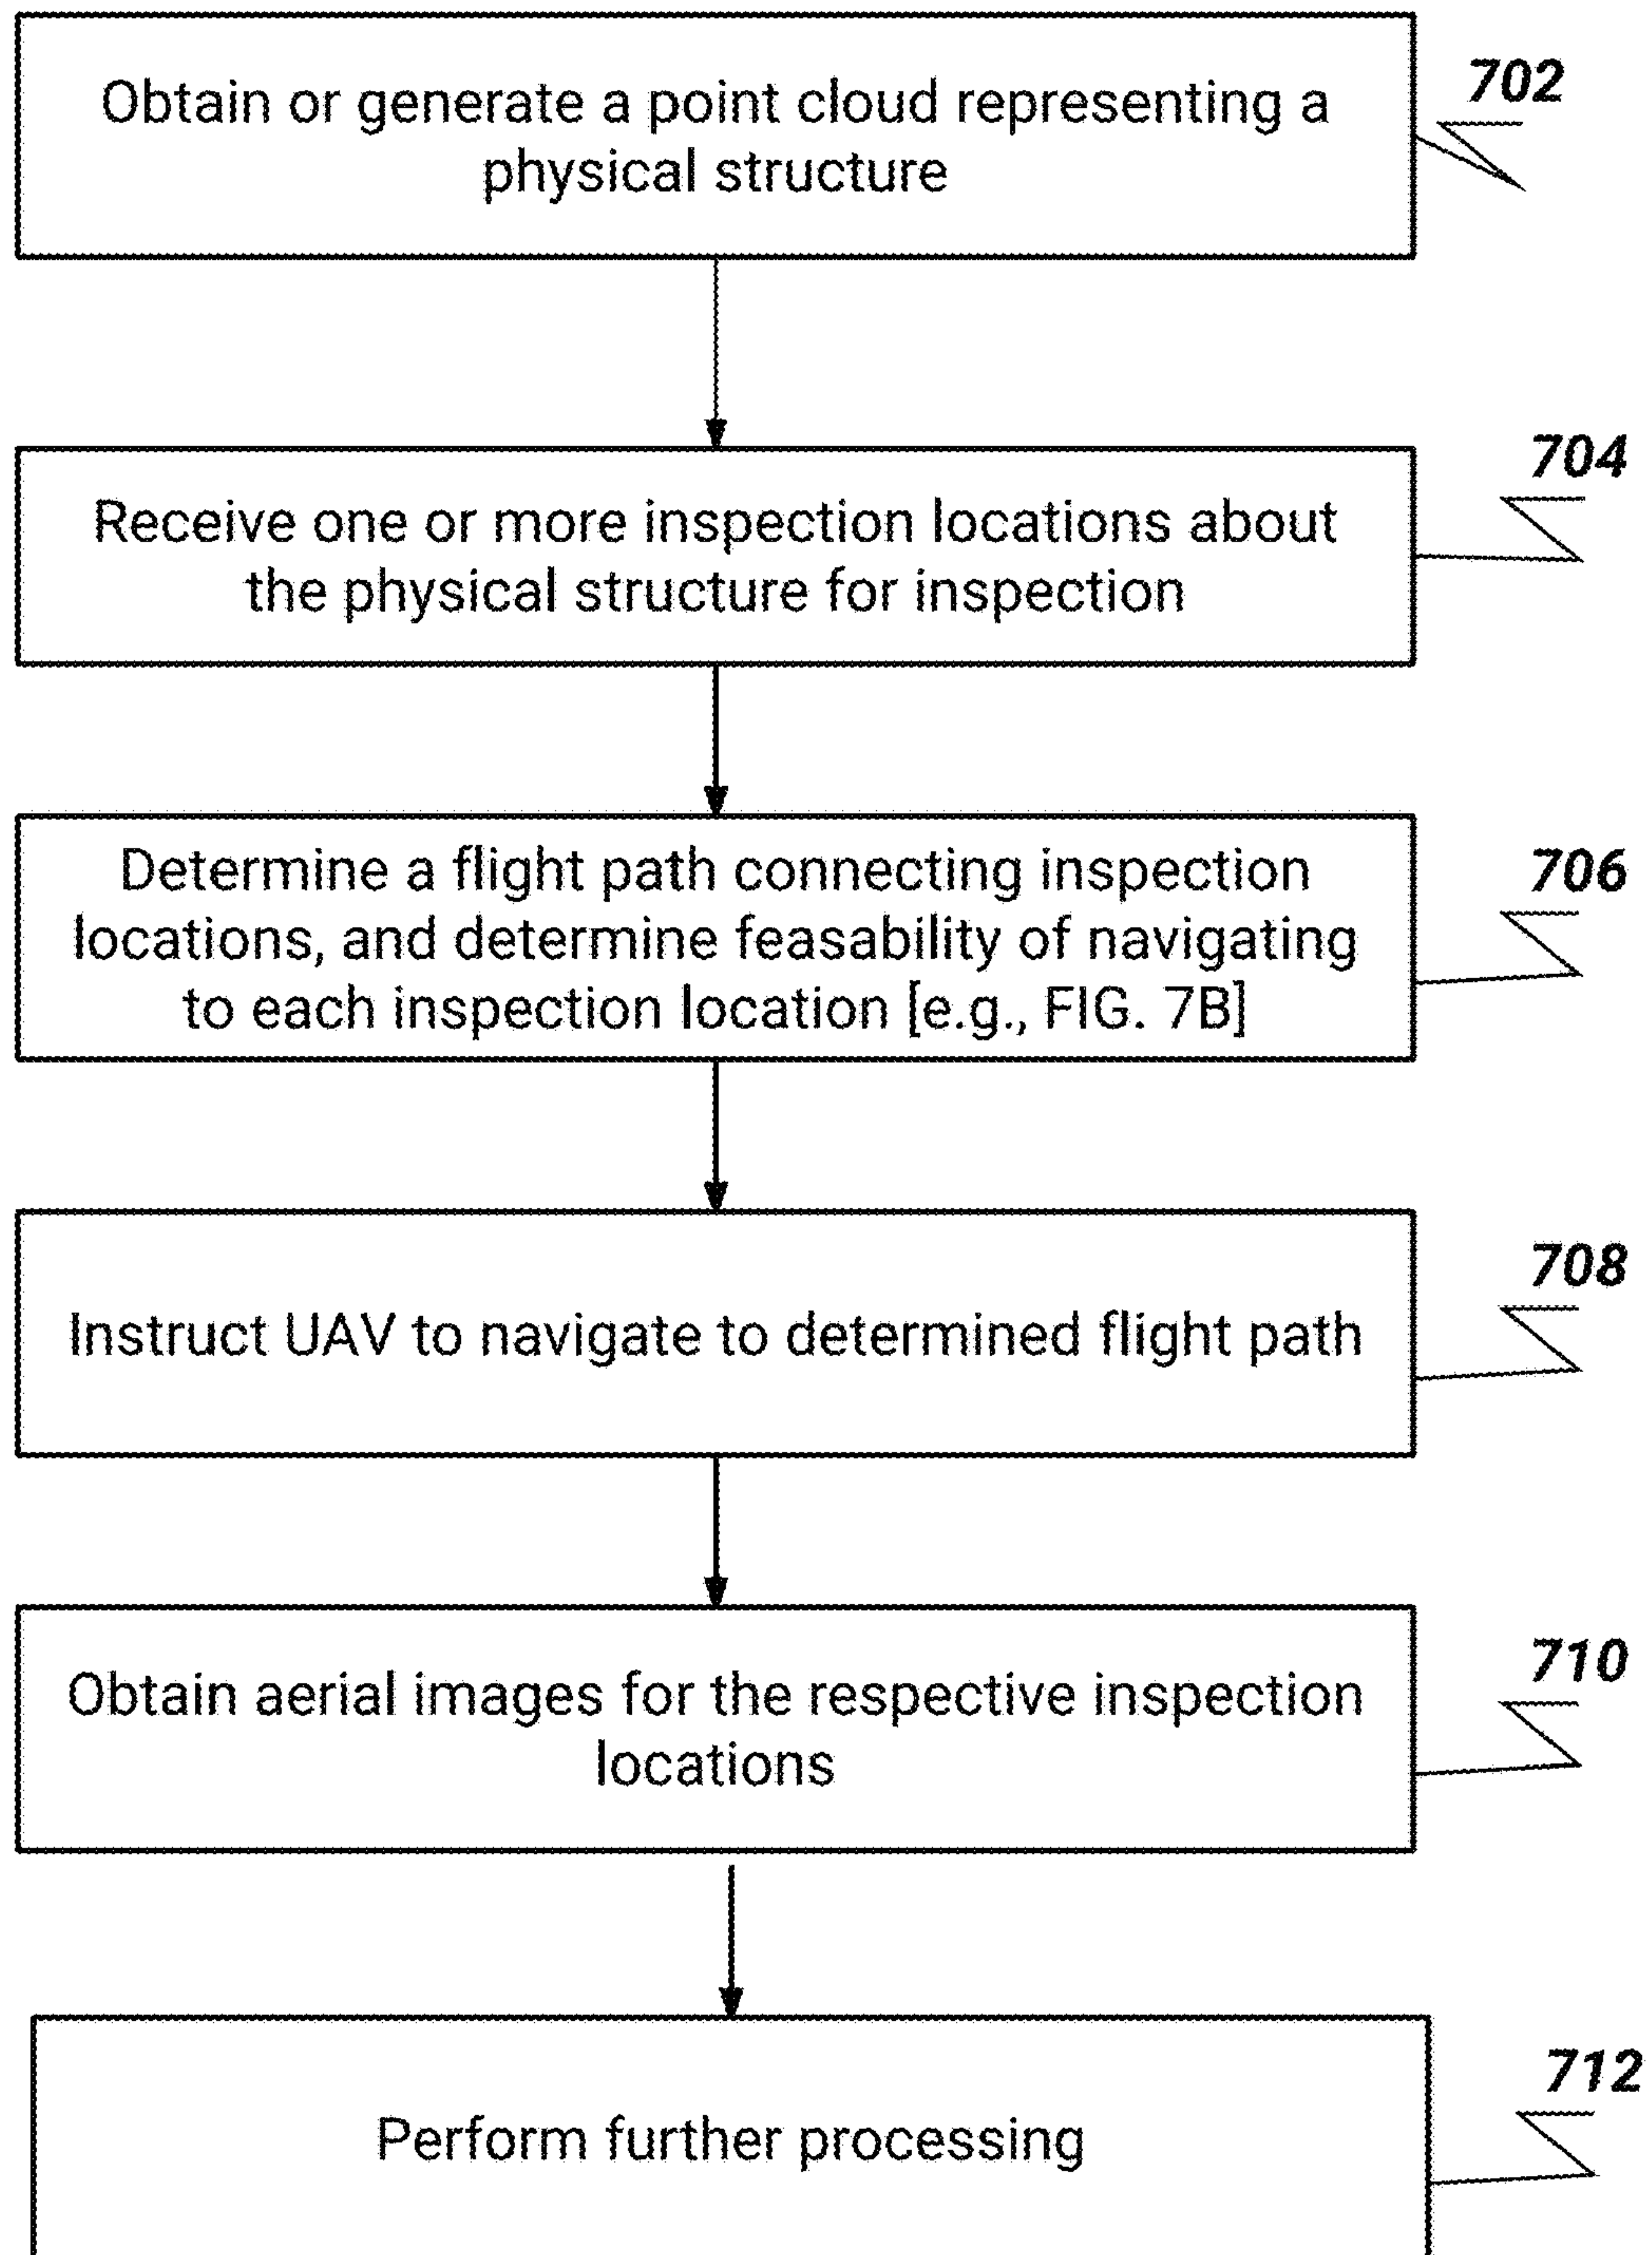 Obtain or generate a point cloud representing a
physical structure
702
Receive one or more inspection locations about
the physical structure for inspection
704
Determine a flight path connecting inspection
locations, and determine feasability of navigating
to each inspection location [e.g., FIG. 7B]
706
Instruct UAV to navigate to determined flight path
708
Obtain aerial images for the respective inspection
locations
710
Perform further processing
712